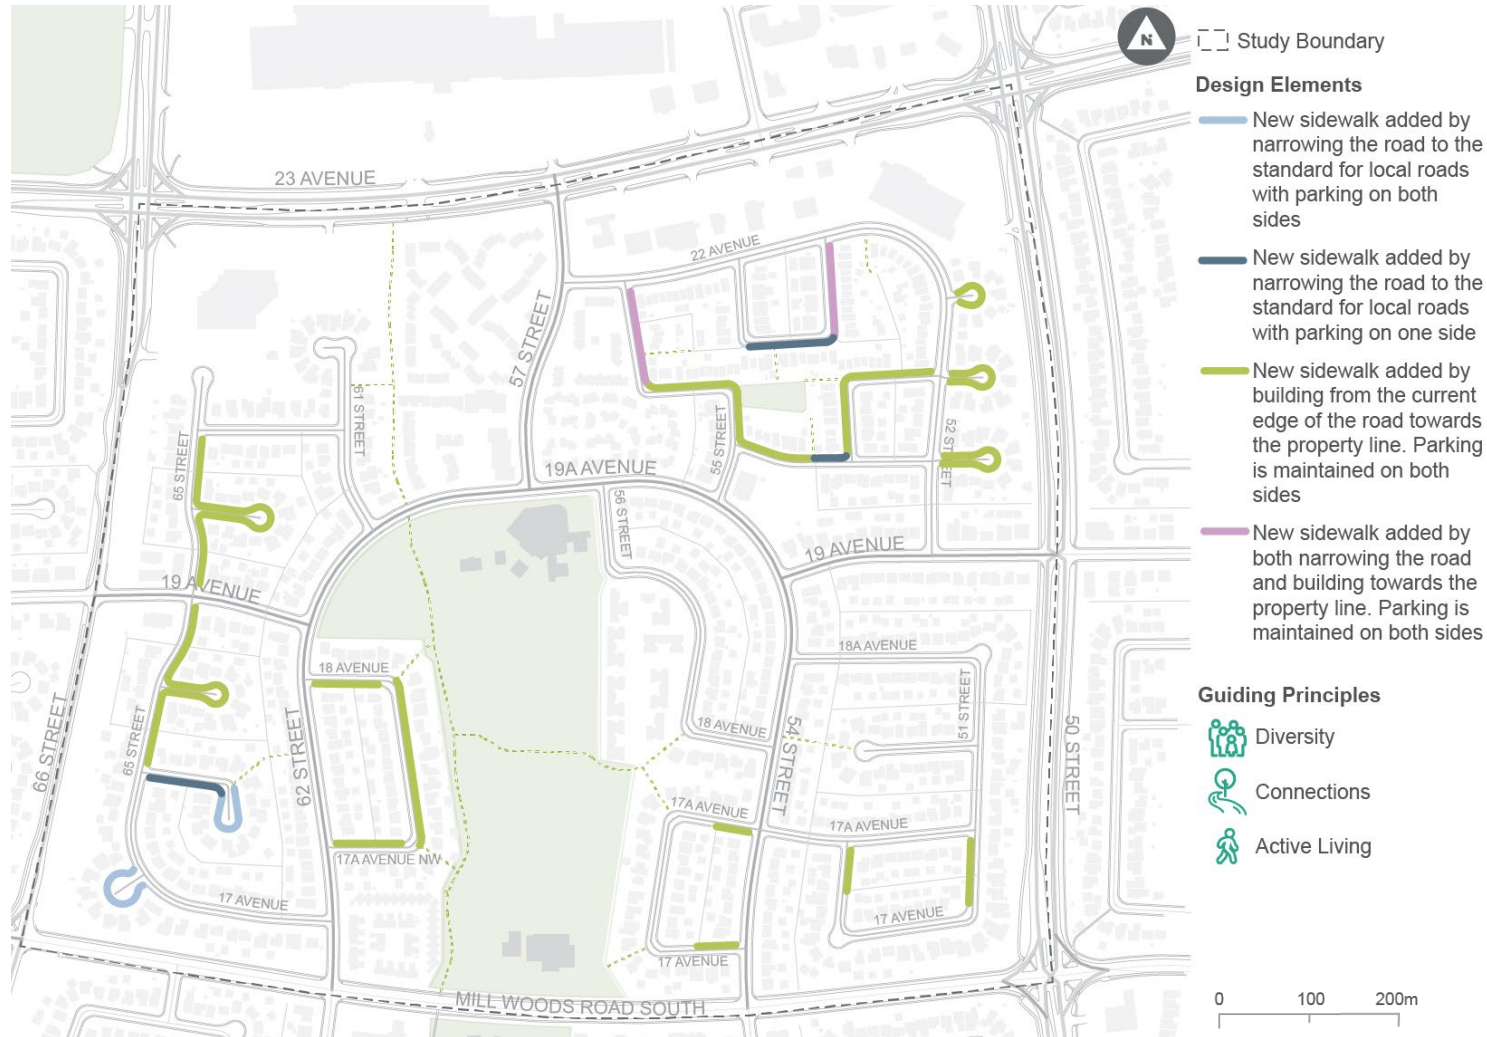 N
Study Boundary
Design Elements
New sidewalk added by
narrowing the road to the
standard for local roads
with parking on both
sides
New sidewalk added by
narrowing the road to the
standard for local roads
with parking on one side
New sidewalk added by
building from the current
edge of the road towards
the property line. Parking
is maintained on both
sides
New sidewalk added by
both narrowing the road
and building towards the
property line. Parking is
maintained on both sides
Guiding Principles
Diversity
Connections
Active Living
0 100 200m
23 AVENUE
22 AVENUE
57 STREET
61 STREET
65 STREET
55 STREET
52 STREET
19A AVENUE
56 STREET
19 AVENUE
19 AVENUE
18A AVENUE
18 AVENUE
51 STREET
66 STREET
65 STREET
62 STREET
18 AVENUE
54 STREET
50 STREET
17A AVENUE
17A AVENUE
17A AVENUE NW
17 AVENUE
17 AVENUE
17 AVENUE
MILL WOODS ROAD SOUTH